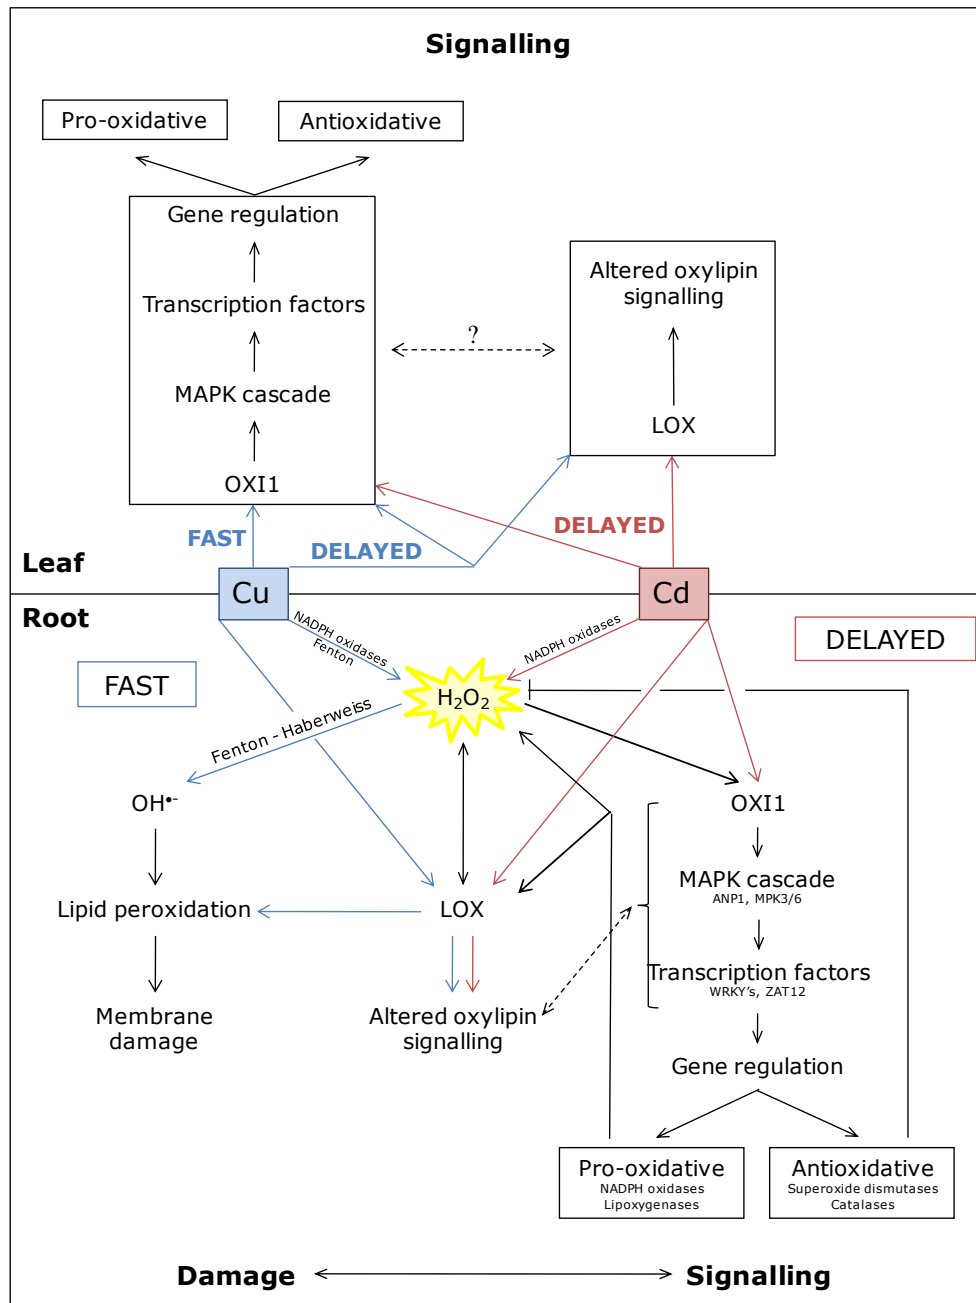 Signalling
Pro-oxidative
Antioxidative
Gene regulation
Transcription factors
MAPK cascade
OXI1
?
Altered oxylipin
signalling
LOX
FAST
DELAYED
DELAYED
Leaf
Cu
Cd
Root
FAST
NADPH oxidases
Fenton
NADPH oxidases
DELAYED
H₂O₂
Fenton - Haberweiss
OH•-
OXI1
MAPK cascade
ANP1, MPK3/6
Lipid peroxidation
LOX
Transcription factors
WRKY's, ZAT12
Membrane
damage
Altered oxylipin
signalling
Gene regulation
Pro-oxidative
NADPH oxidases
Lipoxygenases
Antioxidative
Superoxide dismutases
Catalases
Damage
Signalling